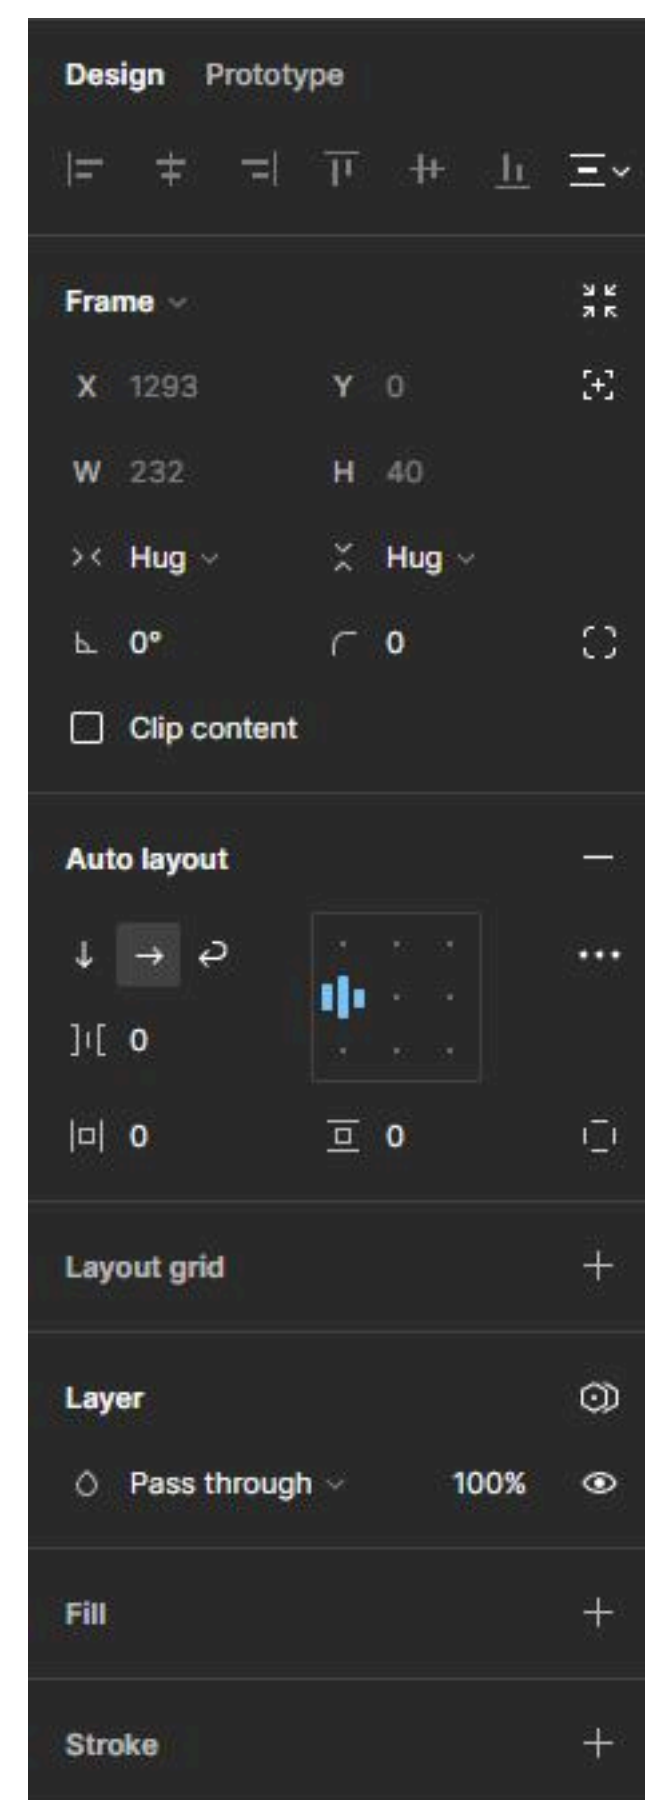 Design Prototype
Frame
X 1293 Y 0
W 232 H 40
Hug Hug
0° 0
Clip content
Auto layout
0
0 0
Layout grid
Layer
Pass through 100%
Fill
Stroke